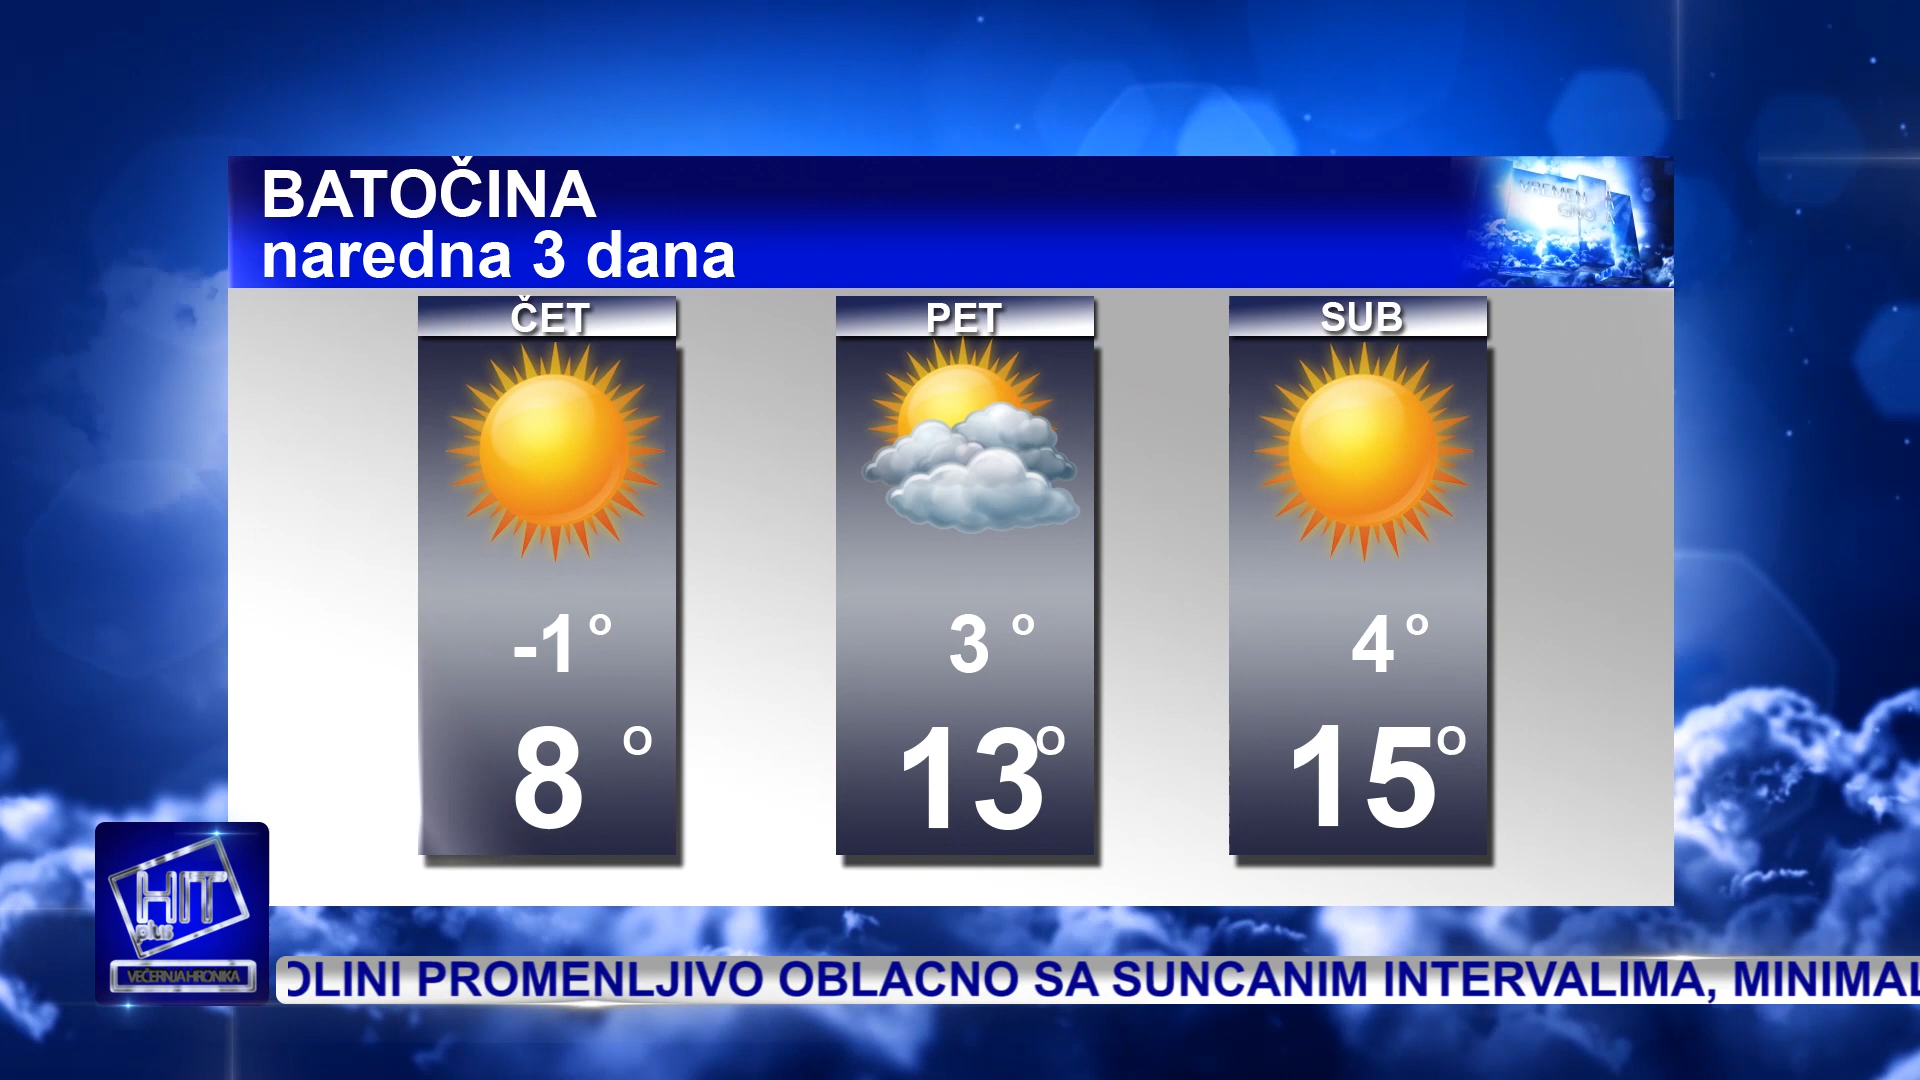 BATOČINA
naredna 3 dana
ČET
PET
SUB
-1°
3 °
4 °
8 °
13°
15°
HIT
plus
VEČERNJA HRONIKA
OLINI PROMENLJIVO OBLACNO SA SUNCANIM INTERVALIMA, MINIMAL